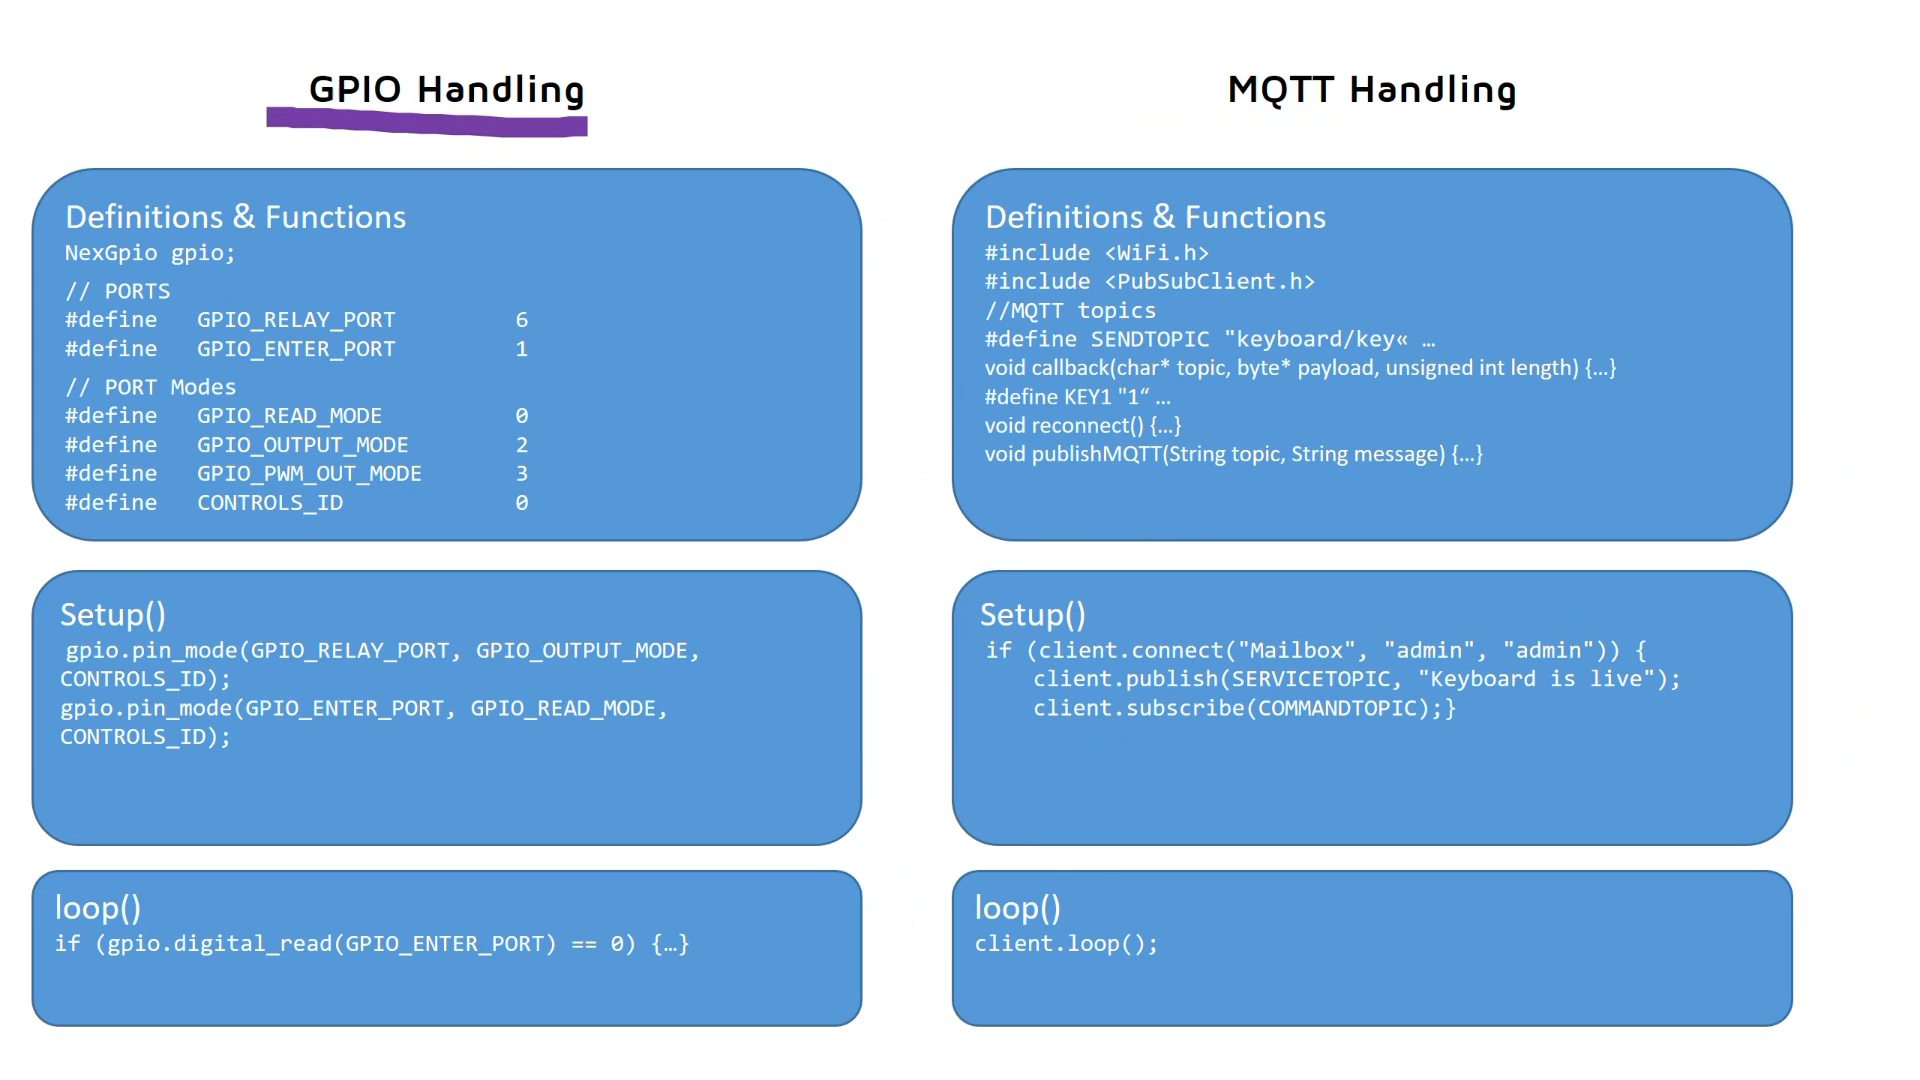 GPIO Handling
Definitions & Functions
NexGpio gpio;
// PORTS
#define GPIO_RELAY_PORT 6
#define GPIO_ENTER_PORT 1
// PORT Modes
#define GPIO_READ_MODE 0
#define GPIO_OUTPUT_MODE 2
#define GPIO_PWM_OUT_MODE 3
#define CONTROLS_ID 0
Setup()
gpio.pin_mode(GPIO_RELAY_PORT, GPIO_OUTPUT_MODE,
CONTROLS_ID);
gpio.pin_mode(GPIO_ENTER_PORT, GPIO_READ_MODE,
CONTROLS_ID);
loop()
if (gpio.digital_read(GPIO_ENTER_PORT) == 0) {…}
MQTT Handling
Definitions & Functions
#include <WiFi.h>
#include <PubSubClient.h>
//MQTT topics
#define SENDTOPIC "keyboard/key« …
void callback(char* topic, byte* payload, unsigned int length) {…}
#define KEY1 "1“ …
void reconnect() {…}
void publishMQTT(String topic, String message) {…}
Setup()
if (client.connect("Mailbox", "admin", "admin")) {
client.publish(SERVICETOPIC, "Keyboard is live");
client.subscribe(COMMANDTOPIC);}
loop()
client.loop();